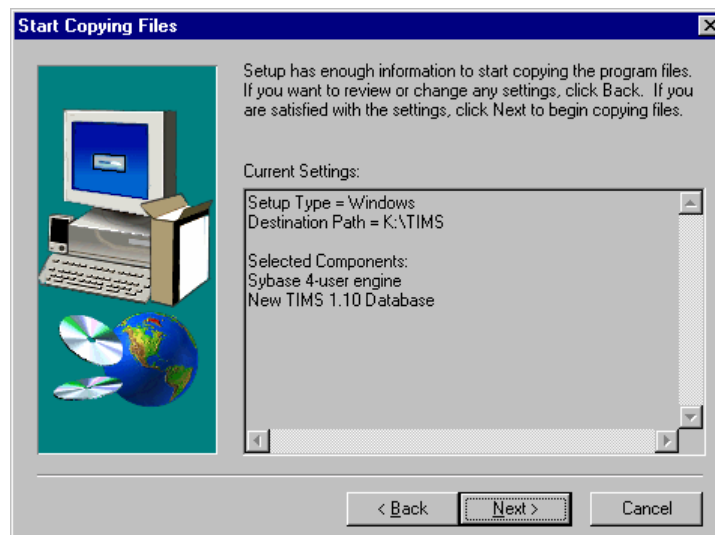 Start Copying Files
Setup has enough information to start copying the program files.
If you want to review or change any settings, click Back. If you
are satisfied with the settings, click Next to begin copying files.
Current Settings:
Setup Type = Windows
Destination Path = K:\TIMS
Selected Components:
Sybase 4-user engine
New TIMS 1.10 Database
< Back
Next >
Cancel